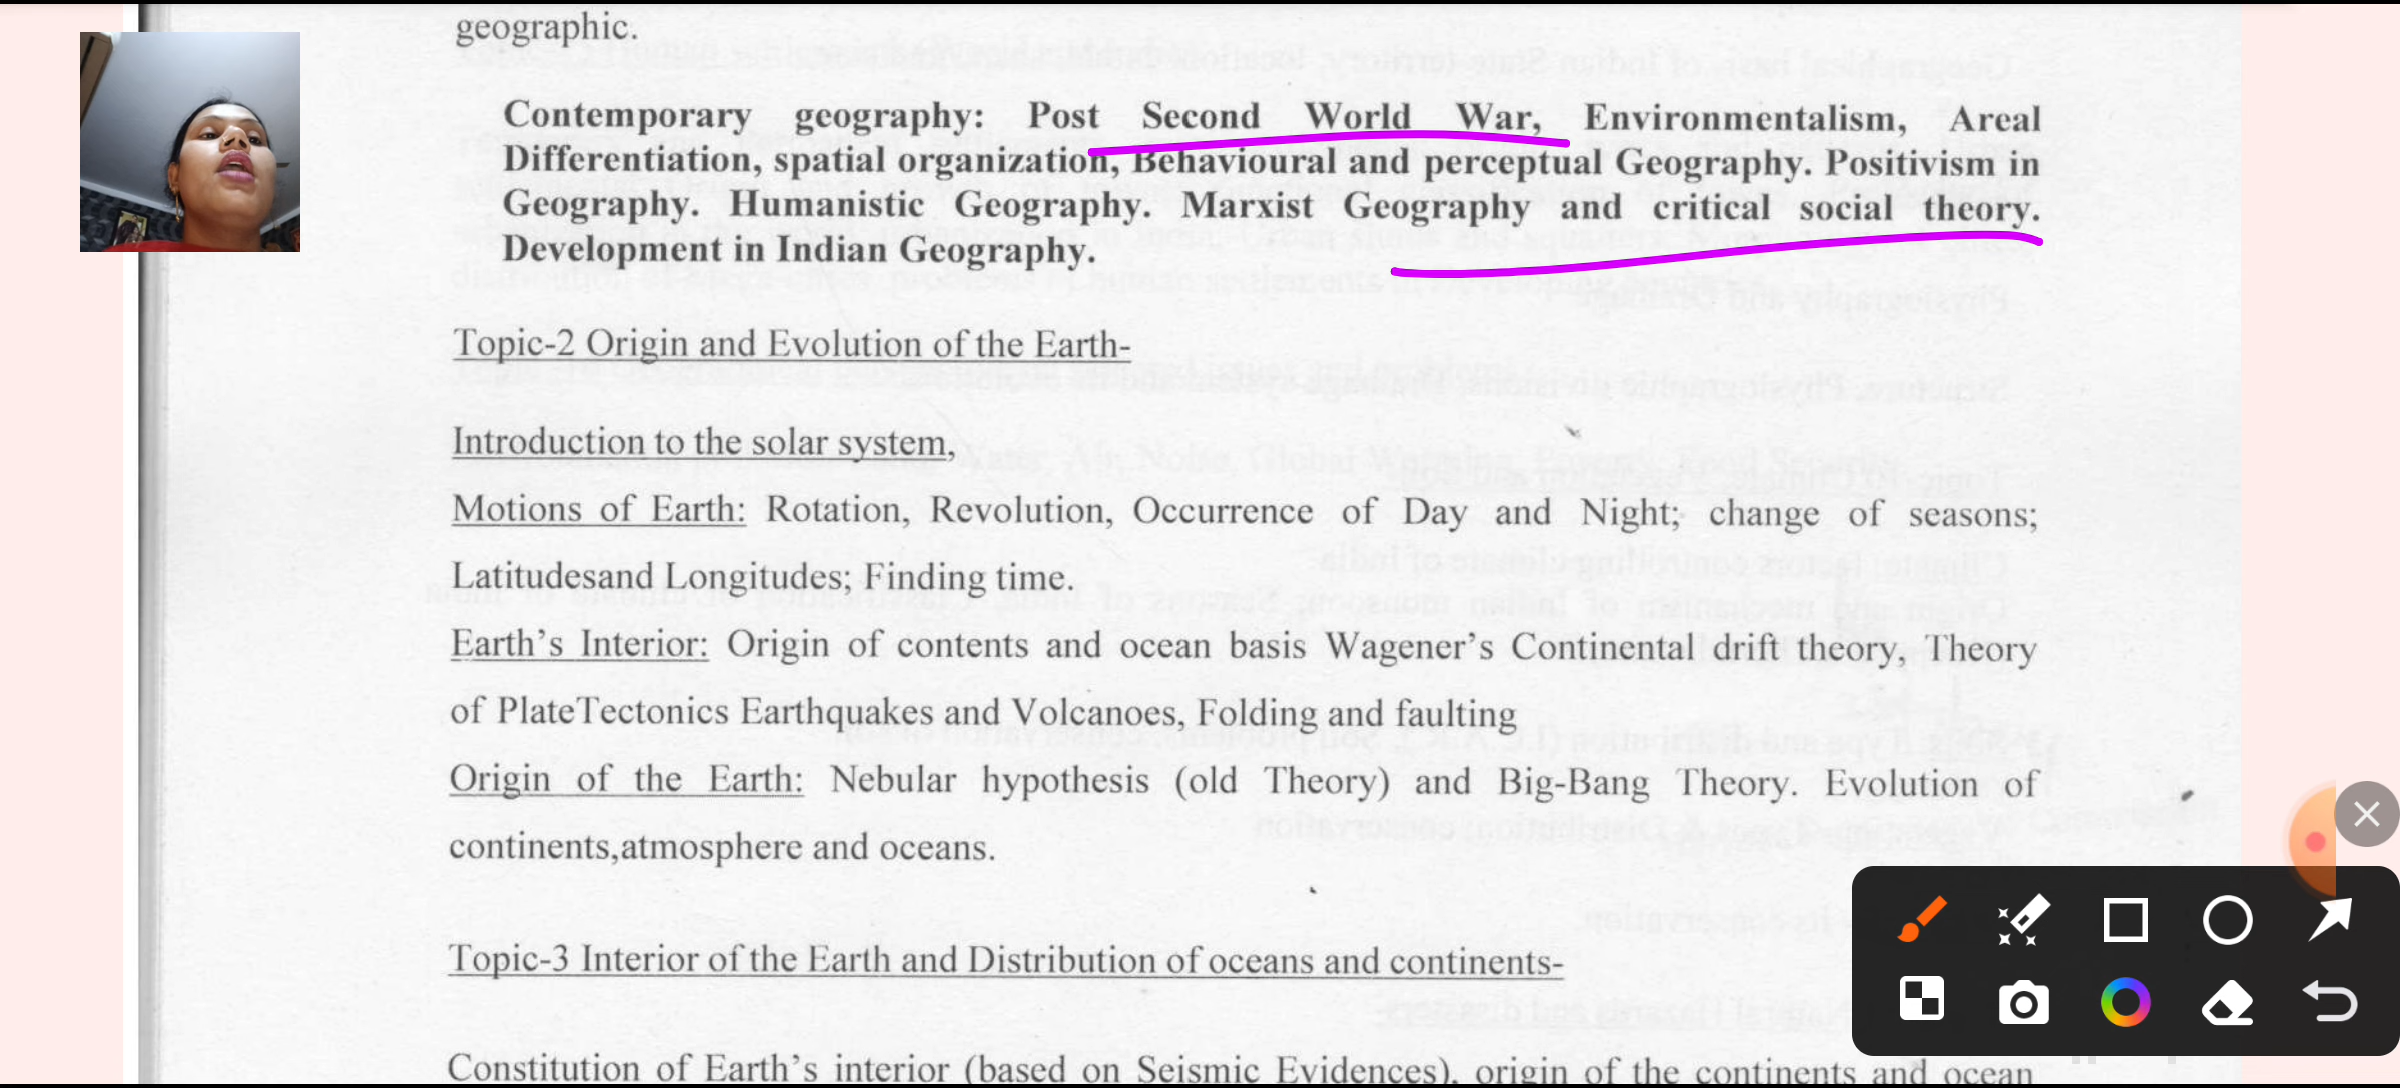 geographic.
Contemporary geography: Post Second World War, Environmentalism, Areal
Differentiation, spatial organization, Behavioural and perceptual Geography. Positivism in
Geography. Humanistic Geography. Marxist Geography and critical social theory.
Development in Indian Geography.
Topic-2 Origin and Evolution of the Earth-
Introduction to the solar system,
Motions of Earth: Rotation, Revolution, Occurrence of Day and Night; change of seasons;
Latitudesand Longitudes; Finding time.
Earth's Interior: Origin of contents and ocean basis Wagener's Continental drift theory, Theory
of PlateTectonics Earthquakes and Volcanoes, Folding and faulting
Origin of the Earth: Nebular hypothesis (old Theory) and Big-Bang Theory. Evolution of
continents,atmosphere and oceans.
Topic-3 Interior of the Earth and Distribution of oceans and continents-
Constitution of Earth's interior (based on Seismic Evidences), origin of the continents and ocean